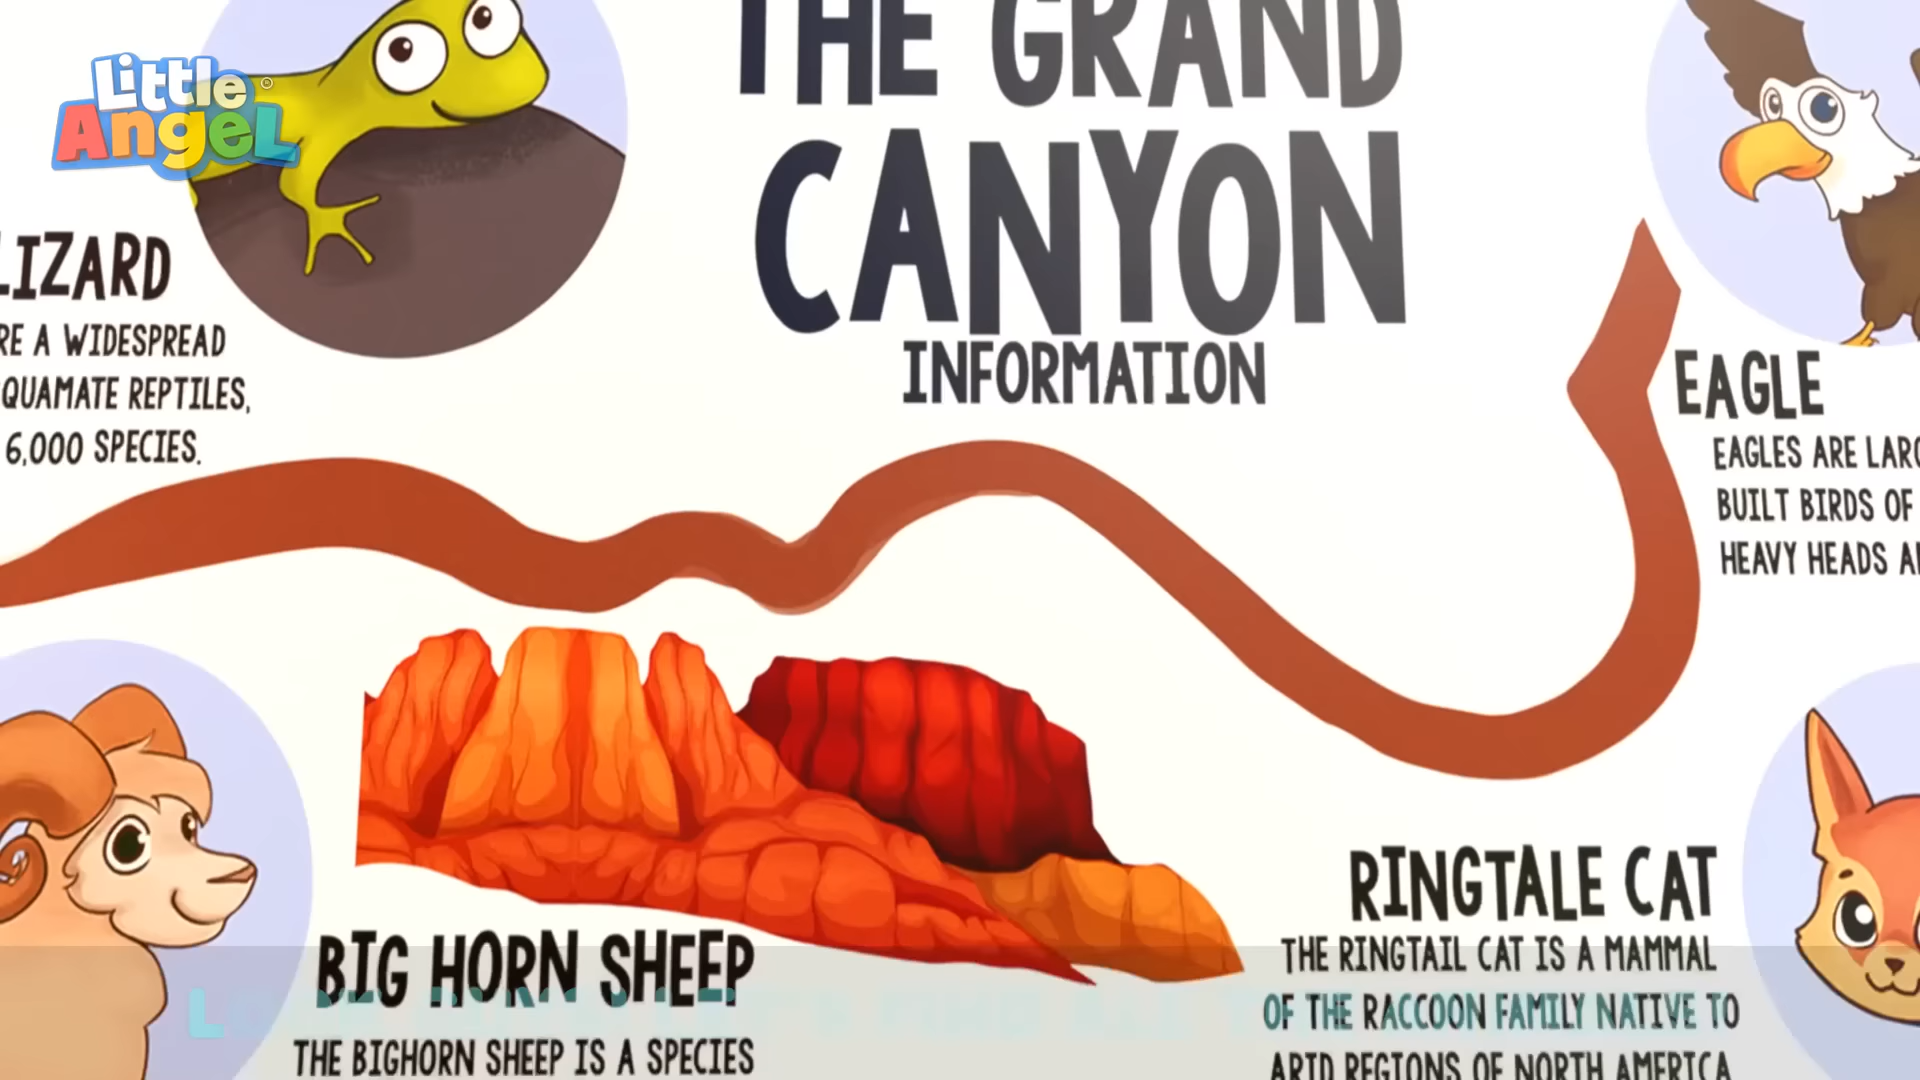 Little
Angel
THE GRAND
CANYON
INFORMATION
LIZARD
RE A WIDESPREAD
QUAMATE REPTILES,
6,000 SPECIES.
EAGLE
EAGLES ARE LARG
BUILT BIRDS OF
HEAVY HEADS A
BIG HORN SHEEP
THE BIGHORN SHEEP IS A SPECIES
RINGTALE CAT
THE RINGTAIL CAT IS A MAMMAL
OF THE RACCOON FAMILY NATIVE TO
ARID REGIONS OF NORTH AMERICA